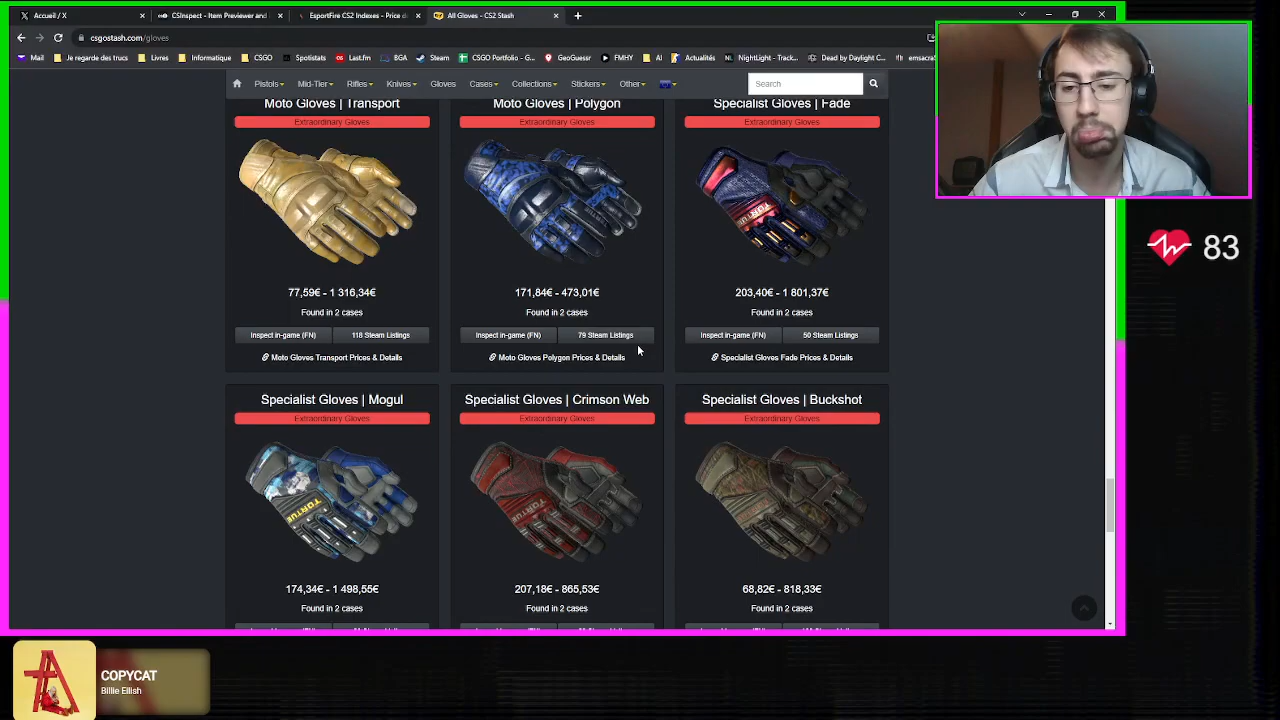 Accueil / X
CSInspect - Item Previewer and
EsportFire CS2 Indexes - Price d
All Gloves - CS2 Stash
csgostash.com/gloves
Mail
Je regarde des trucs
Livres
Informatique
CSGO
Spotistats
Last.fm
BGA
Steam
CSGO Portfolio - G...
GeoGuessr
FMHY
AI
Actualités
NightLight - Track...
Dead by Daylight C...
emsacraS
Pistols
Mid-Tier
Rifles
Knives
Gloves
Cases
Collections
Stickers
Other
Search
Moto Gloves | Transport
Moto Gloves | Polygon
Specialist Gloves | Fade
Extraordinary Gloves
Extraordinary Gloves
Extraordinary Gloves
77,59€ - 1 316,34€
171,84€ - 473,01€
203,40€ - 1 801,37€
Found in 2 cases
Found in 2 cases
Found in 2 cases
Inspect in-game (FN)
118 Steam Listings
Inspect in-game (FN)
79 Steam Listings
Inspect in-game (FN)
50 Steam Listings
Moto Gloves Transport Prices & Details
Moto Gloves Polygon Prices & Details
Specialist Gloves Fade Prices & Details
83
Specialist Gloves | Mogul
Specialist Gloves | Crimson Web
Specialist Gloves | Buckshot
Extraordinary Gloves
Extraordinary Gloves
Extraordinary Gloves
TORTUE
174,34€ - 1 498,55€
207,18€ - 865,53€
68,82€ - 818,33€
Found in 2 cases
Found in 2 cases
Found in 2 cases
COPYCAT
Billie Eilish